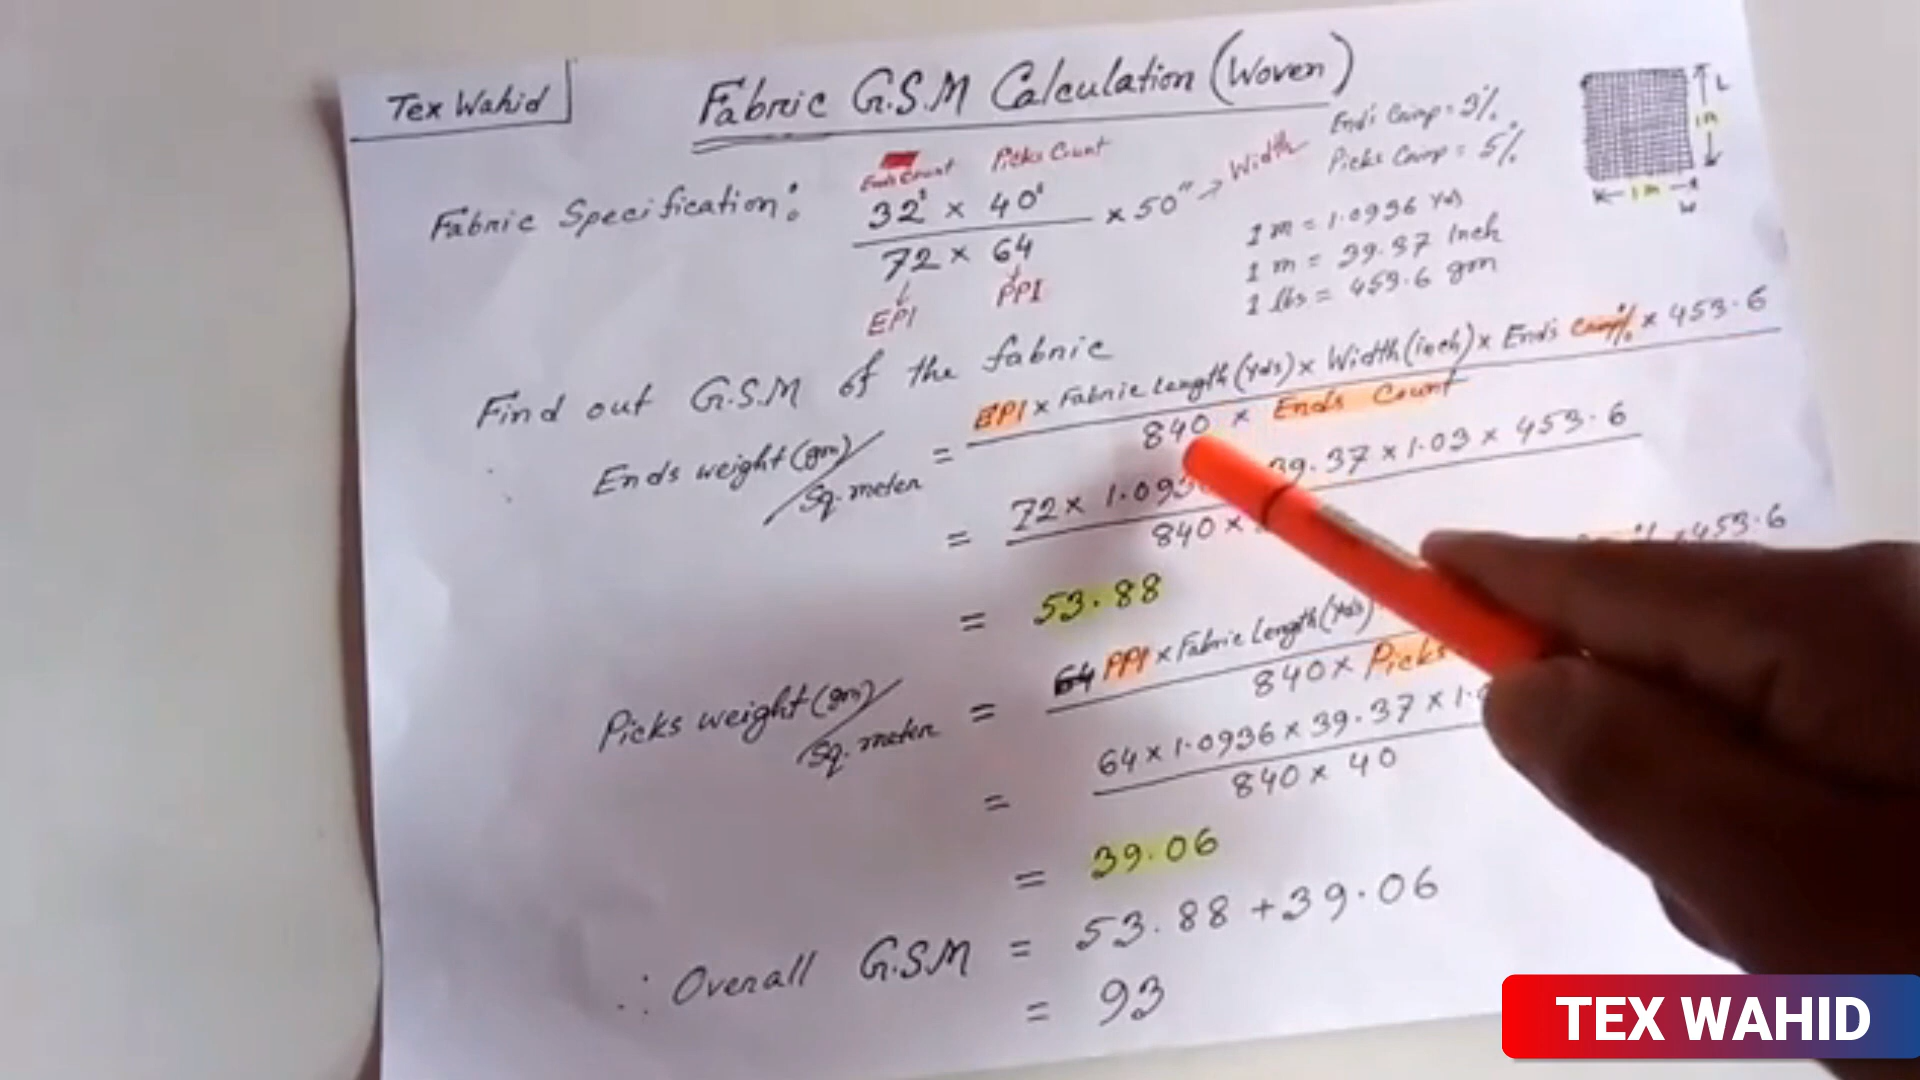 Tex Wahid
Fabric G.S.M Calculation (Woven)
Ends Crimp = 3%.
Picks Crimp = 5%
L
1m
1m
W
Ends Count Picks Count
Fabric Specification: 32' × 40' × 50" → Width
72 × 64
EPI PPI
1 m = 1.0936 Yds
1 m = 39.37 Inch
1 lbs = 453.6 gm
Find out G.S.M of the fabric
Ends weight (gm)/Sq. meter = EPI × Fabric Length (Yds) × Width (inch) × Ends Crimp% × 453.6
840 × Ends Count
= 72 × 1.093 39.37 × 1.03 × 453.6
840 ×
= 53.88
Picks weight (gm)/Sq. meter = PPI × Fabric Length (Yds) % × 453.6
840 × Picks
= 64 × 1.0936 × 39.37 × 1.
840 × 40
= 39.06
∴ Overall G.S.M = 53.88 + 39.06
= 93
TEX WAHID